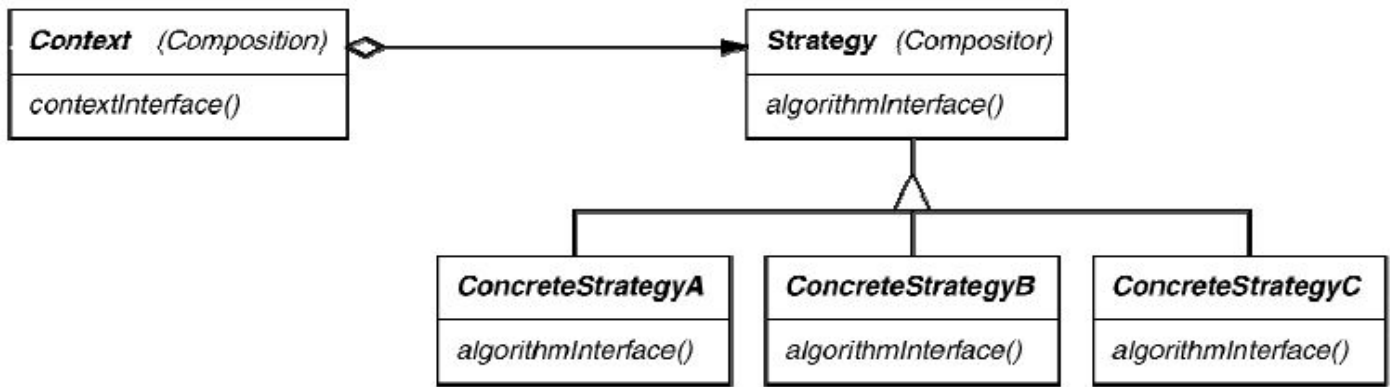 Context (Composition)
contextInterface()
Strategy (Compositor)
algorithmInterface()
ConcreteStrategyA
algorithmInterface()
ConcreteStrategyB
algorithmInterface()
ConcreteStrategyC
algorithmInterface()